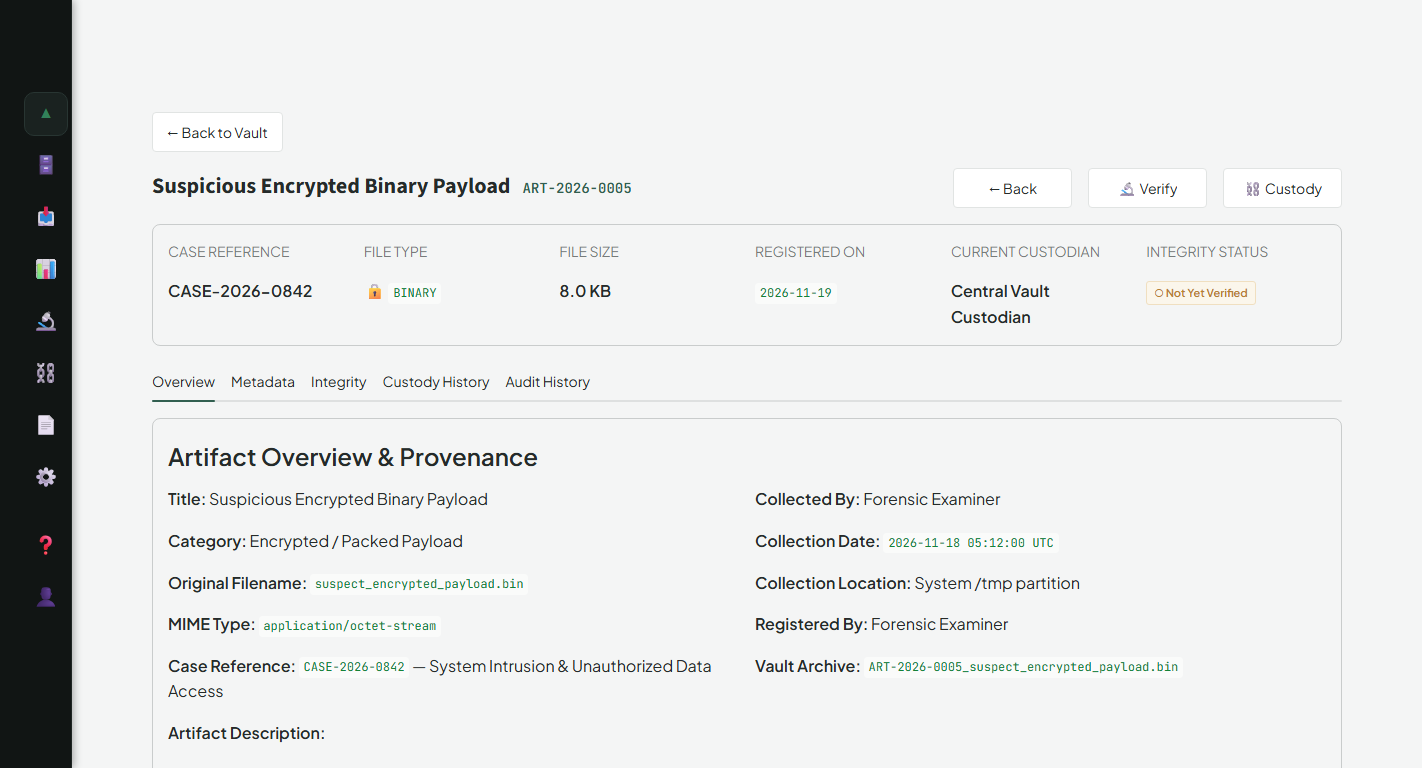 ← Back to Vault
Suspicious Encrypted Binary Payload ART-2026-0005
← Back
Verify
Custody
CASE REFERENCE
CASE-2026-0842
FILE TYPE
BINARY
FILE SIZE
8.0 KB
REGISTERED ON
2026-11-19
CURRENT CUSTODIAN
Central Vault
Custodian
INTEGRITY STATUS
Not Yet Verified
Overview Metadata Integrity Custody History Audit History
Artifact Overview & Provenance
Title: Suspicious Encrypted Binary Payload
Category: Encrypted / Packed Payload
Original Filename: suspect_encrypted_payload.bin
MIME Type: application/octet-stream
Case Reference: CASE-2026-0842 — System Intrusion & Unauthorized Data
Access
Collected By: Forensic Examiner
Collection Date: 2026-11-18 05:12:00 UTC
Collection Location: System /tmp partition
Registered By: Forensic Examiner
Vault Archive: ART-2026-0005_suspect_encrypted_payload.bin
Artifact Description: